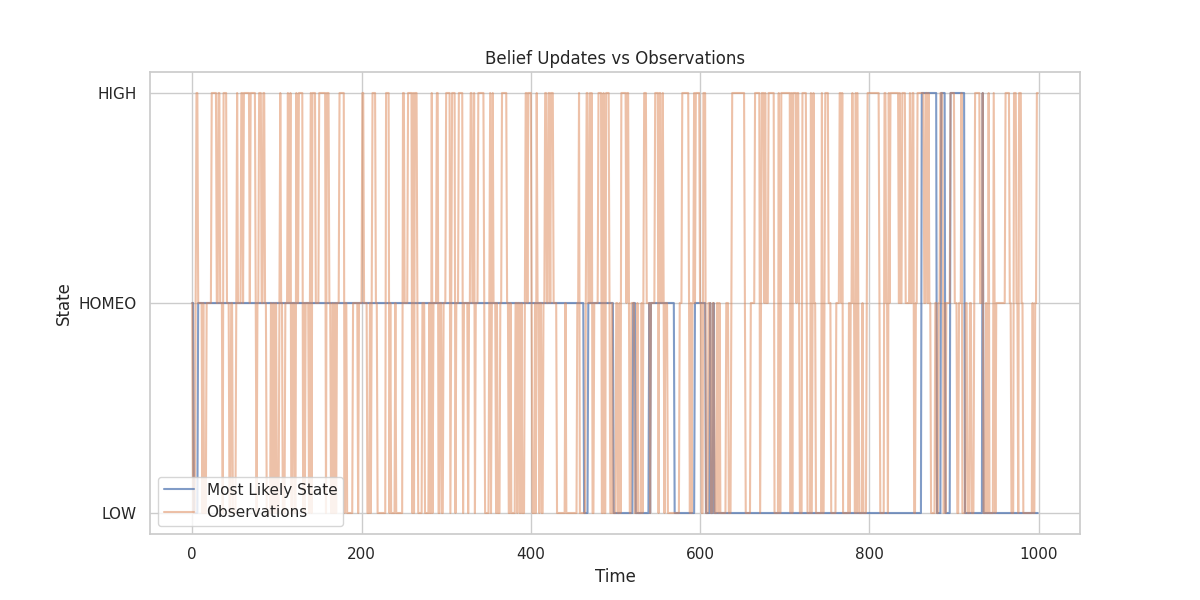 Belief Updates vs Observations
State
HIGH
HOMEO
LOW
Most Likely State
Observations
0
200
400
600
800
1000
Time